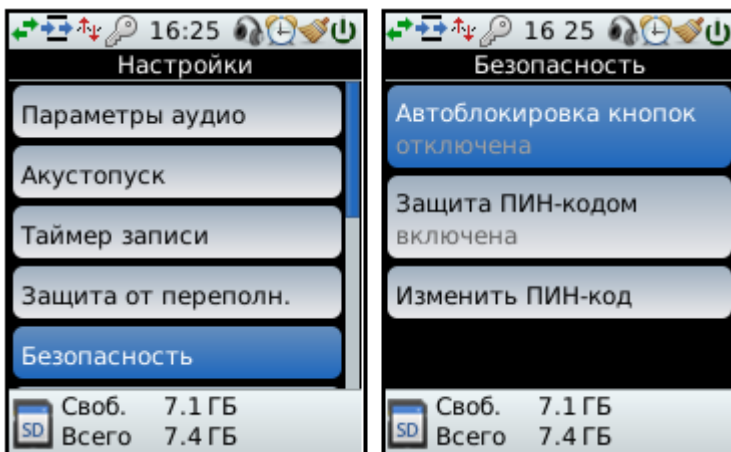 16:25
Настройки
Параметры аудио
Акустопуск
Таймер записи
Защита от переполн.
Безопасность
SD
Своб. 7.1 ГБ
Всего 7.4 ГБ
16 25
Безопасность
Автоблокировка кнопок
отключена
Защита ПИН-кодом
включена
Изменить ПИН-код
SD
Своб. 7.1 ГБ
Всего 7.4 ГБ